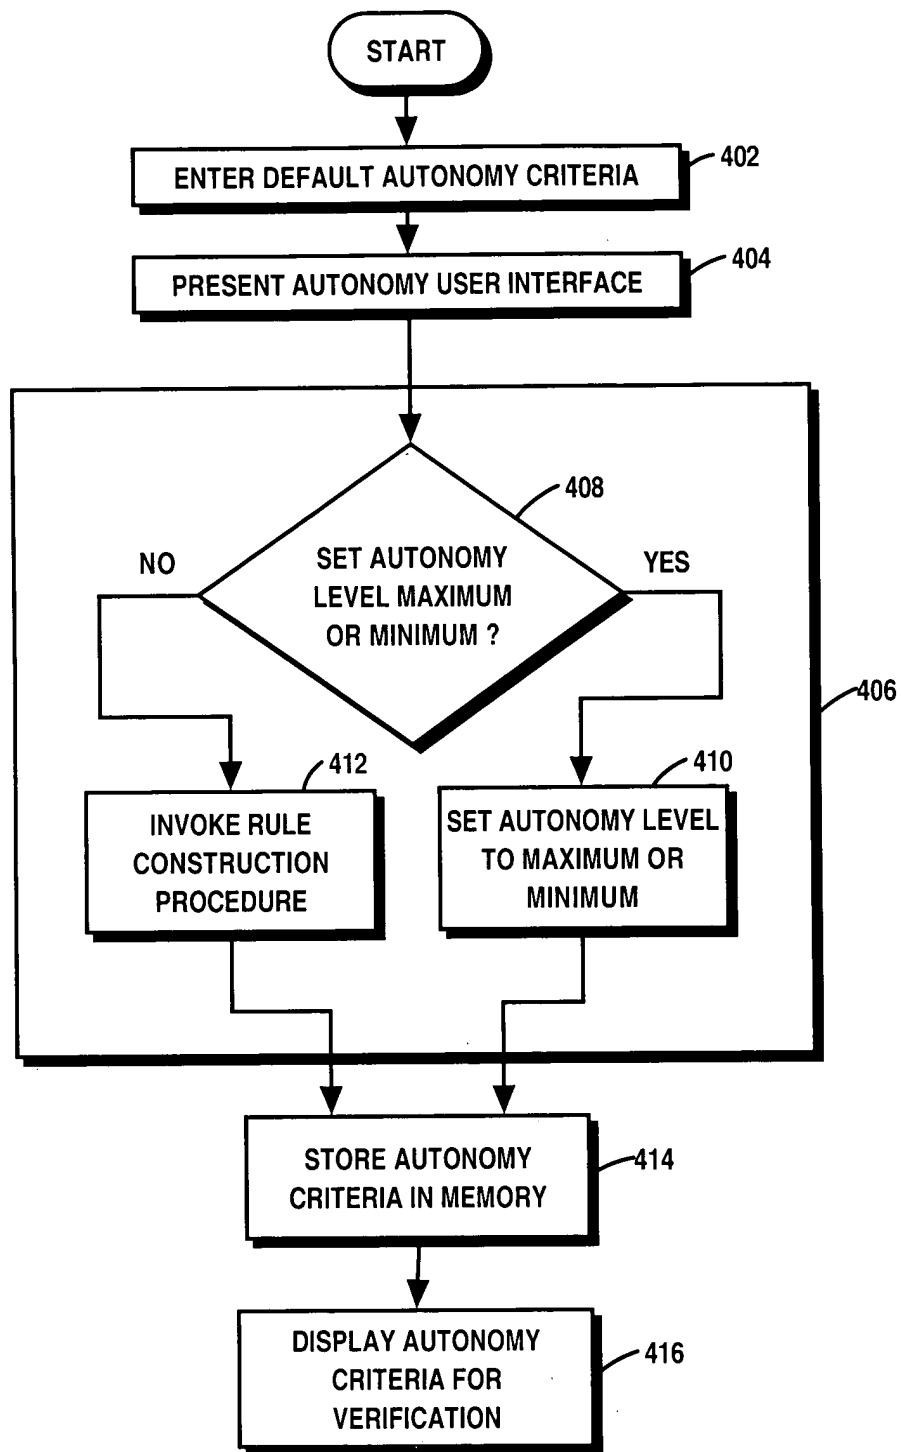 START
402
ENTER DEFAULT AUTONOMY CRITERIA
404
PRESENT AUTONOMY USER INTERFACE
408
NO
SET AUTONOMY
LEVEL MAXIMUM
OR MINIMUM ?
YES
406
412
INVOKE RULE
CONSTRUCTION
PROCEDURE
410
SET AUTONOMY LEVEL
TO MAXIMUM OR
MINIMUM
STORE AUTONOMY
CRITERIA IN MEMORY
414
DISPLAY AUTONOMY
CRITERIA FOR
VERIFICATION
416